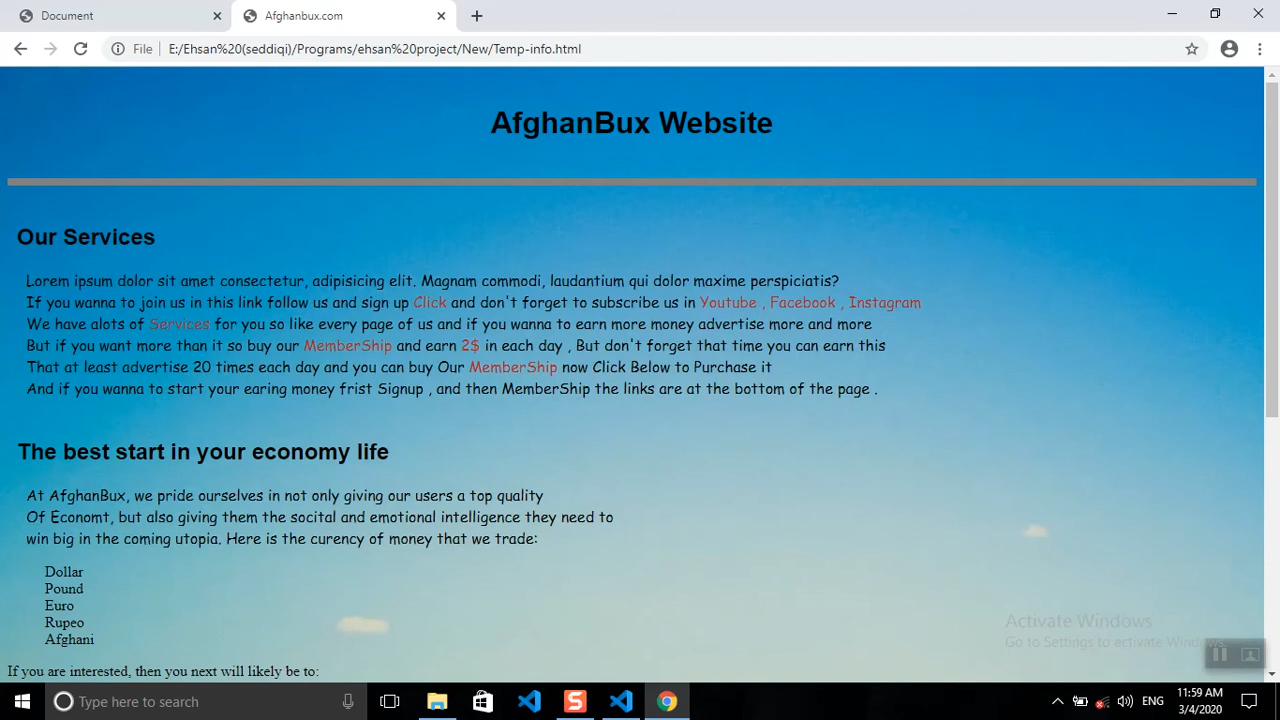 Document
Afghanbux.com
File
E:/Ehsan%20(seddiqi)/Programs/ehsan%20project/New/Temp-info.html
AfghanBux Website
Our Services
Lorem ipsum dolor sit amet consectetur, adipisicing elit. Magnam commodi, laudantium qui dolor maxime perspiciatis?
If you wanna to join us in this link follow us and sign up Click and don't forget to subscribe us in Youtube , Facebook , Instagram
We have alots of Services for you so like every page of us and if you wanna to earn more money advertise more and more
But if you want more than it so buy our MemberShip and earn 2$ in each day , But don't forget that time you can earn this
That at least advertise 20 times each day and you can buy Our MemberShip now Click Below to Purchase it
And if you wanna to start your earing money frist Signup , and then MemberShip the links are at the bottom of the page .
The best start in your economy life
At AfghanBux, we pride ourselves in not only giving our users a top quality
Of Economt, but also giving them the socital and emotional intelligence they need to
win big in the coming utopia. Here is the curency of money that we trade:
Dollar
Pound
Euro
Rupeo
Afghani
If you are interested, then you next will likely be to:
Activate Windows
Go to Settings to activate Windows.
Type here to search
S
ENG
11:59 AM
3/4/2020